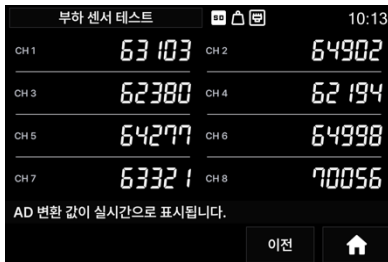 부하 센서 테스트 SD 10:13
CH 1 63103 CH 2 64902
CH 3 62380 CH 4 62194
CH 5 64277 CH 6 64998
CH 7 63321 CH 8 70056
AD 변환 값이 실시간으로 표시됩니다.
이전